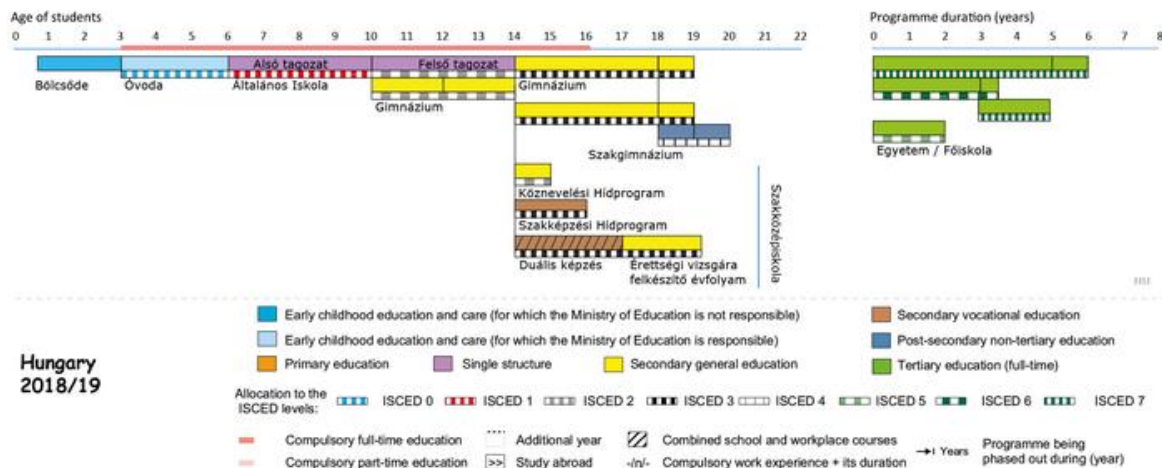 Age of students
Programme duration (years)
0 1 2 3 4 5 6 7 8 9 10 11 12 13 14 15 16 17 18 19 20 21 22
0 1 2 3 4 5 6 7 8
Alsó tagozat
Felső tagozat
Bölcsőde
Óvoda
Általános Iskola
Gimnázium
Gimnázium
Szakgimnázium
Egyetem / Főiskola
Köznevelési Hídprogram
Szakképzési Hídprogram
Duális képzés
Érettségi vizsgára
felkészítő évfolyam
Szakközépiskola
HU
Hungary
2018/19
Early childhood education and care (for which the Ministry of Education is not responsible)
Early childhood education and care (for which the Ministry of Education is responsible)
Primary education
Single structure
Secondary general education
Secondary vocational education
Post-secondary non-tertiary education
Tertiary education (full-time)
Allocation to the
ISCED levels:
ISCED 0
ISCED 1
ISCED 2
ISCED 3
ISCED 4
ISCED 5
ISCED 6
ISCED 7
Compulsory full-time education
Additional year
Combined school and workplace courses
Years
Programme being
phased out during (year)
Compulsory part-time education
>> Study abroad
-/n/- Compulsory work experience + its duration